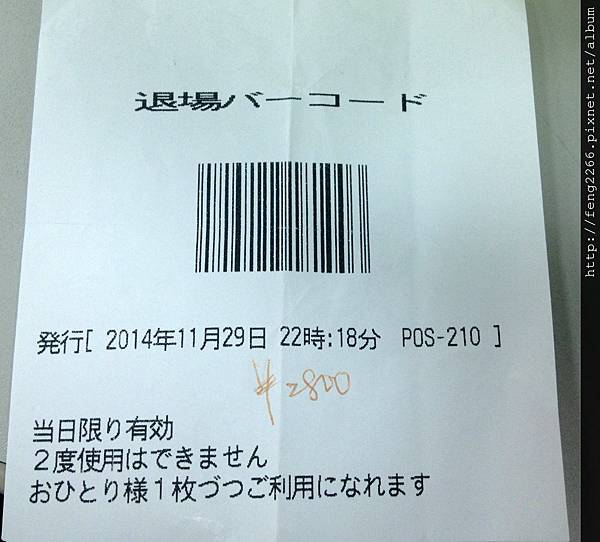 退場バーコード
発行[ 2014年11月29日 22時:18分 POS-210 ]
¥2800
当日限り有効
2度使用はできません
おひとり様1枚づつご利用になれます
http://feng2266.pixnet.net/album